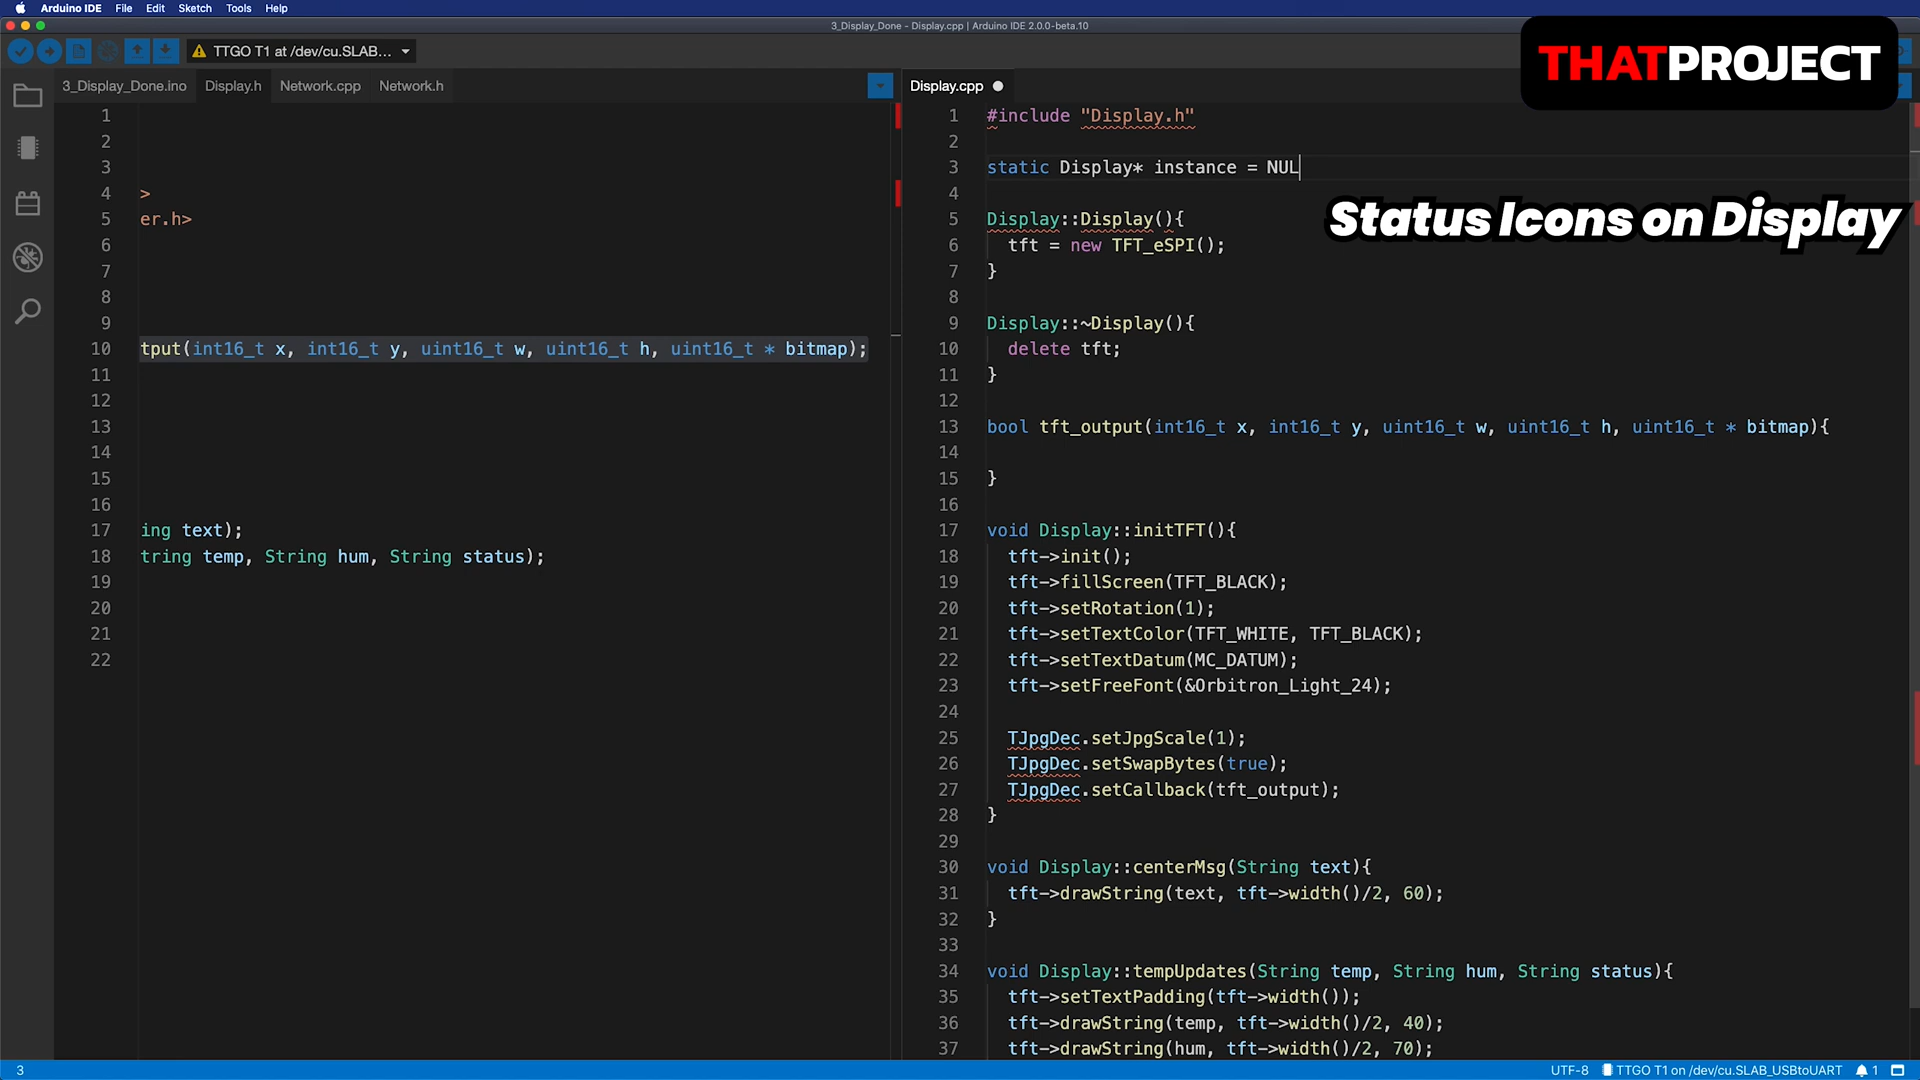 Arduino IDE File Edit Sketch Tools Help
3_Display_Done - Display.cpp | Arduino IDE 2.0.0-beta.10
TTGO T1 at /dev/cu.SLAB...
THATPROJECT
3_Display_Done.ino Display.h Network.cpp Network.h
1
2
3
4 >
5 er.h>
6
7
8
9
10 tput(int16_t x, int16_t y, uint16_t w, uint16_t h, uint16_t * bitmap);
11
12
13
14
15
16
17 ing text);
18 tring temp, String hum, String status);
19
20
21
22
Display.cpp
1 #include "Display.h"
2
3 static Display* instance = NUL
4
5 Display::Display(){
6 tft = new TFT_eSPI();
7 }
8
9 Display::~Display(){
10 delete tft;
11 }
12
13 bool tft_output(int16_t x, int16_t y, uint16_t w, uint16_t h, uint16_t * bitmap){
14
15 }
16
17 void Display::initTFT(){
18 tft->init();
19 tft->fillScreen(TFT_BLACK);
20 tft->setRotation(1);
21 tft->setTextColor(TFT_WHITE, TFT_BLACK);
22 tft->setTextDatum(MC_DATUM);
23 tft->setFreeFont(&Orbitron_Light_24);
24
25 TJpgDec.setJpgScale(1);
26 TJpgDec.setSwapBytes(true);
27 TJpgDec.setCallback(tft_output);
28 }
29
30 void Display::centerMsg(String text){
31 tft->drawString(text, tft->width()/2, 60);
32 }
33
34 void Display::tempUpdates(String temp, String hum, String status){
35 tft->setTextPadding(tft->width());
36 tft->drawString(temp, tft->width()/2, 40);
37 tft->drawString(hum, tft->width()/2, 70);
Status Icons on Display
3 UTF-8 TTGO T1 on /dev/cu.SLAB_USBtoUART 1